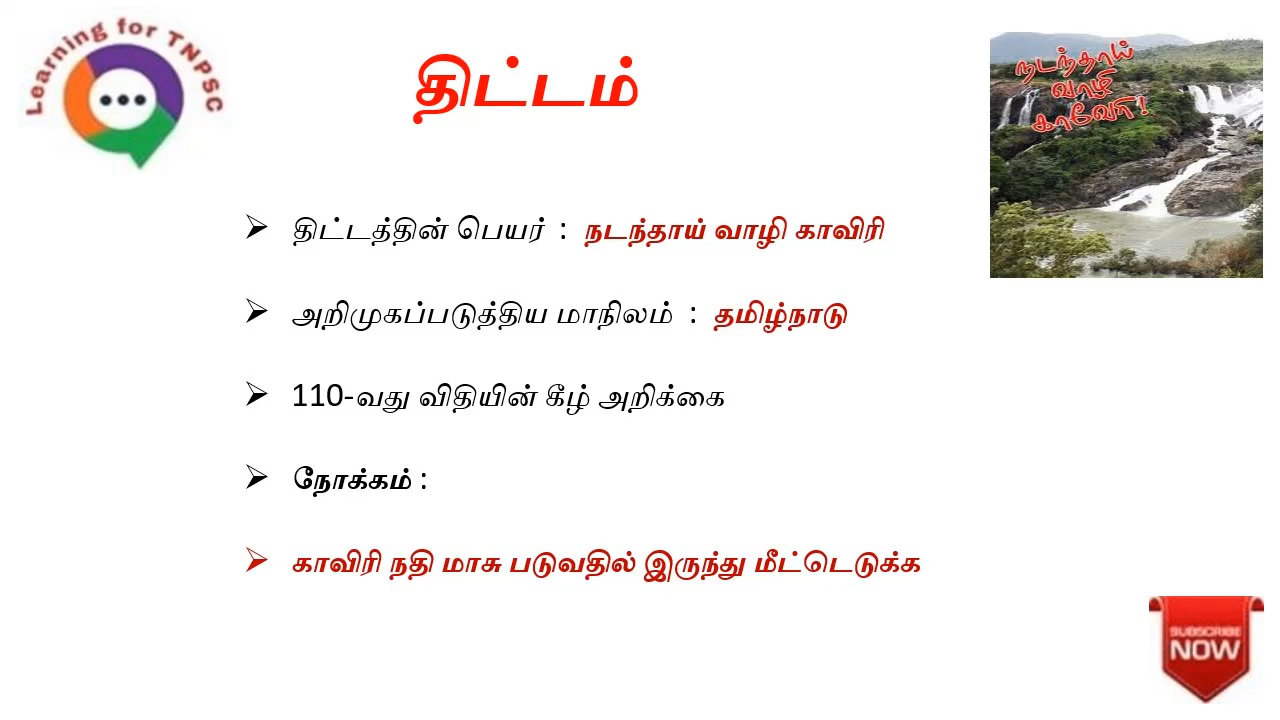 Learning for TNPSC
திட்டம்
நடந்தாய்
வாழி
காவேரி!
திட்டத்தின் பெயர் : நடந்தாய் வாழி காவிரி
அறிமுகப்படுத்திய மாநிலம் : தமிழ்நாடு
110-வது விதியின் கீழ் அறிக்கை
நோக்கம் :
காவிரி நதி மாசு படுவதில் இருந்து மீட்டெடுக்க
SUBSCRIBE
NOW